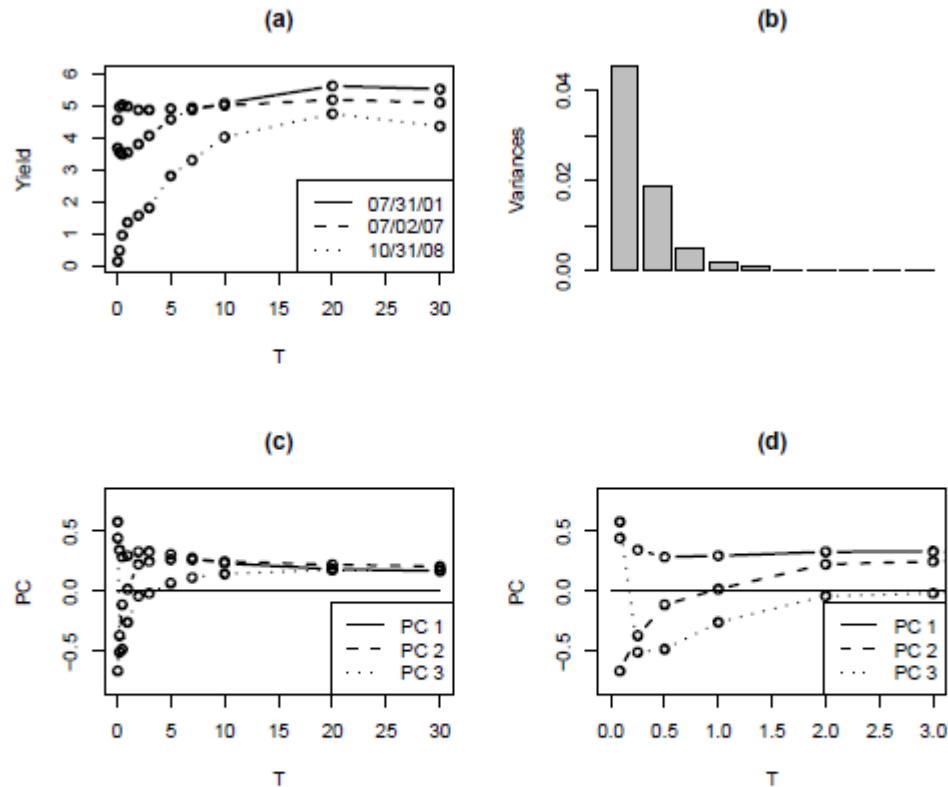 (a)
Yield
6
5
4
3
2
1
0
07/31/01
07/02/07
10/31/08
0 5 10 15 20 25 30
T
(b)
Variances
0.04
0.02
0.00
(c)
PC
0.5
0.0
−0.5
PC 1
PC 2
PC 3
0 5 10 15 20 25 30
T
(d)
PC
0.5
0.0
−0.5
PC 1
PC 2
PC 3
0.0 0.5 1.0 1.5 2.0 2.5 3.0
T